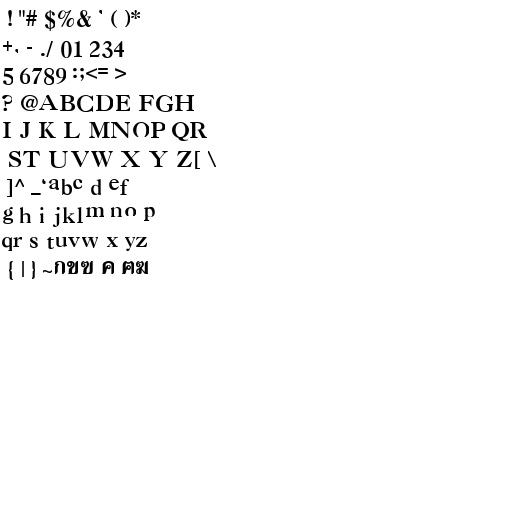 ! "# $%& ' ( )*
+, - ./ 01 234
5 6789 :;<= >
? @ABCDE FGH
I J K L MNOP QR
ST UVW X Y Z[ \
]^ _`abc d ef
g h i jklm no p
qr s tuvw x yz
{ | } ~กขฃ ค ฅฆ